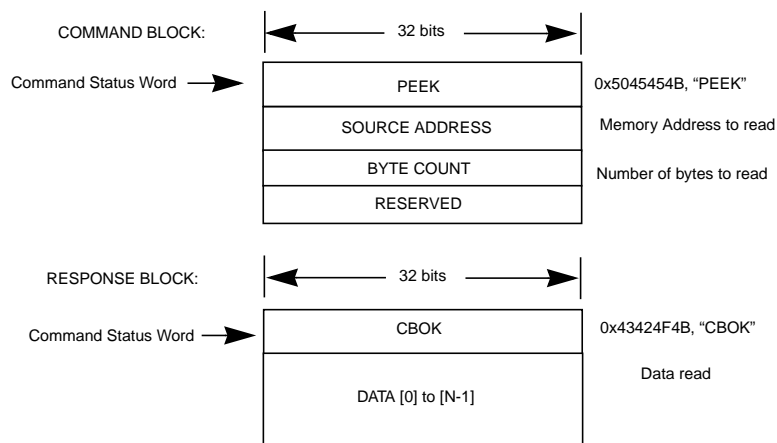 COMMAND BLOCK:
32 bits
Command Status Word
PEEK
0x5045454B, “PEEK”
SOURCE ADDRESS
Memory Address to read
BYTE COUNT
Number of bytes to read
RESERVED
RESPONSE BLOCK:
32 bits
Command Status Word
CBOK
0x43424F4B, “CBOK”
Data read
DATA [0] to [N-1]